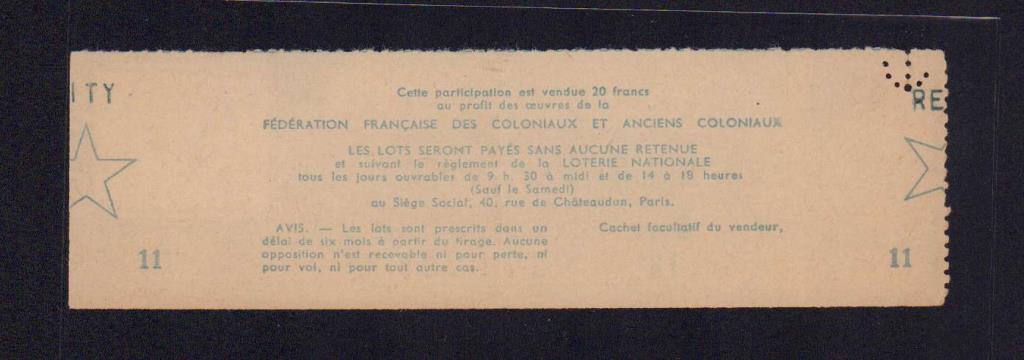 ITY
RE
Cette participation est vendue 20 francs
au profit des œuvres de la
FÉDÉRATION FRANÇAISE DES COLONIAUX ET ANCIENS COLONIAUX
LES LOTS SERONT PAYÉS SANS AUCUNE RETENUE
et suivant le règlement de la LOTERIE NATIONALE
tous les jours ouvrables de 9 h. 30 à midi et de 14 à 18 heures
(Sauf le Samedi)
au Siège Social, 40, rue de Châteaudun, Paris.
AVIS. — Les lots sont prescrits dans un
délai de six mois à partir du tirage. Aucune
opposition n'est recevable ni pour perte, ni
pour vol, ni pour tout autre cas.
Cachet facultatif du vendeur,
11
11